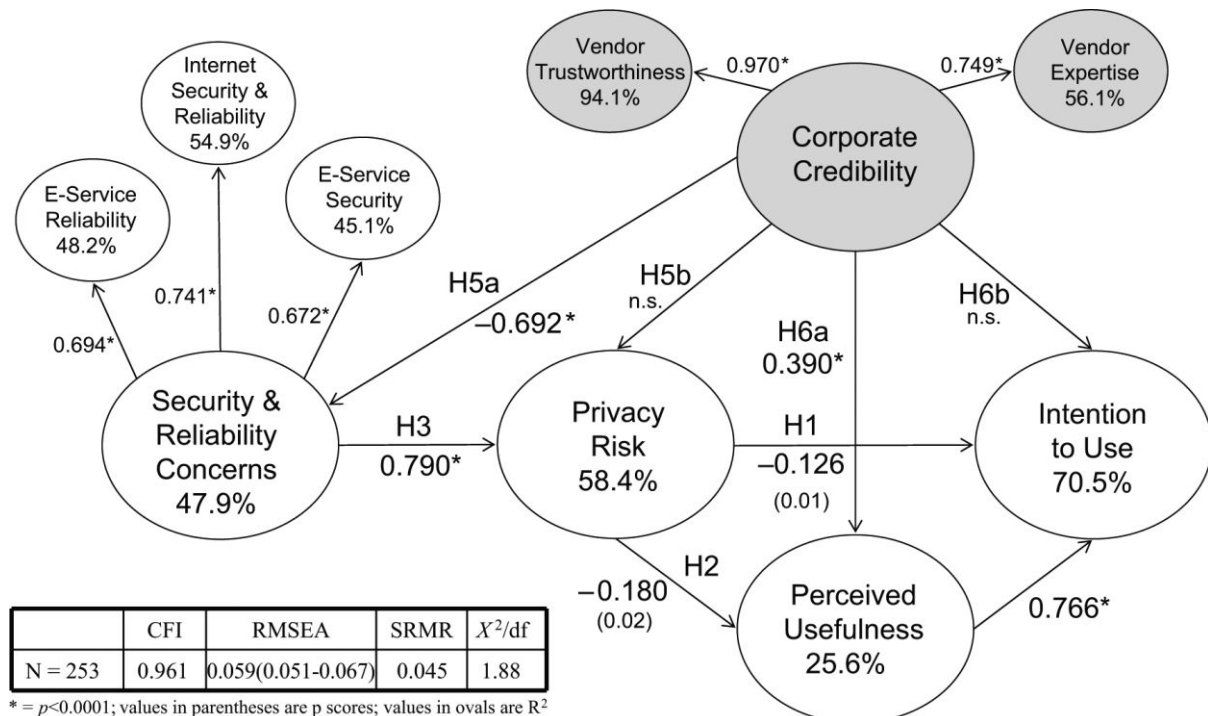 Vendor
Trustworthiness
94.1%
0.970*
0.749*
Vendor
Expertise
56.1%
Corporate
Credibility
Internet
Security &
Reliability
54.9%
E-Service
Reliability
48.2%
E-Service
Security
45.1%
0.694*
0.741*
0.672*
H5a
–0.692*
H5b
n.s.
H6a
0.390*
H6b
n.s.
Security &
Reliability
Concerns
47.9%
H3
0.790*
Privacy
Risk
58.4%
H1
–0.126
(0.01)
Intention
to Use
70.5%
H2
–0.180
(0.02)
Perceived
Usefulness
25.6%
0.766*
CFI RMSEA SRMR X²/df
N = 253 0.961 0.059(0.051-0.067) 0.045 1.88
* = p<0.0001; values in parentheses are p scores; values in ovals are R²